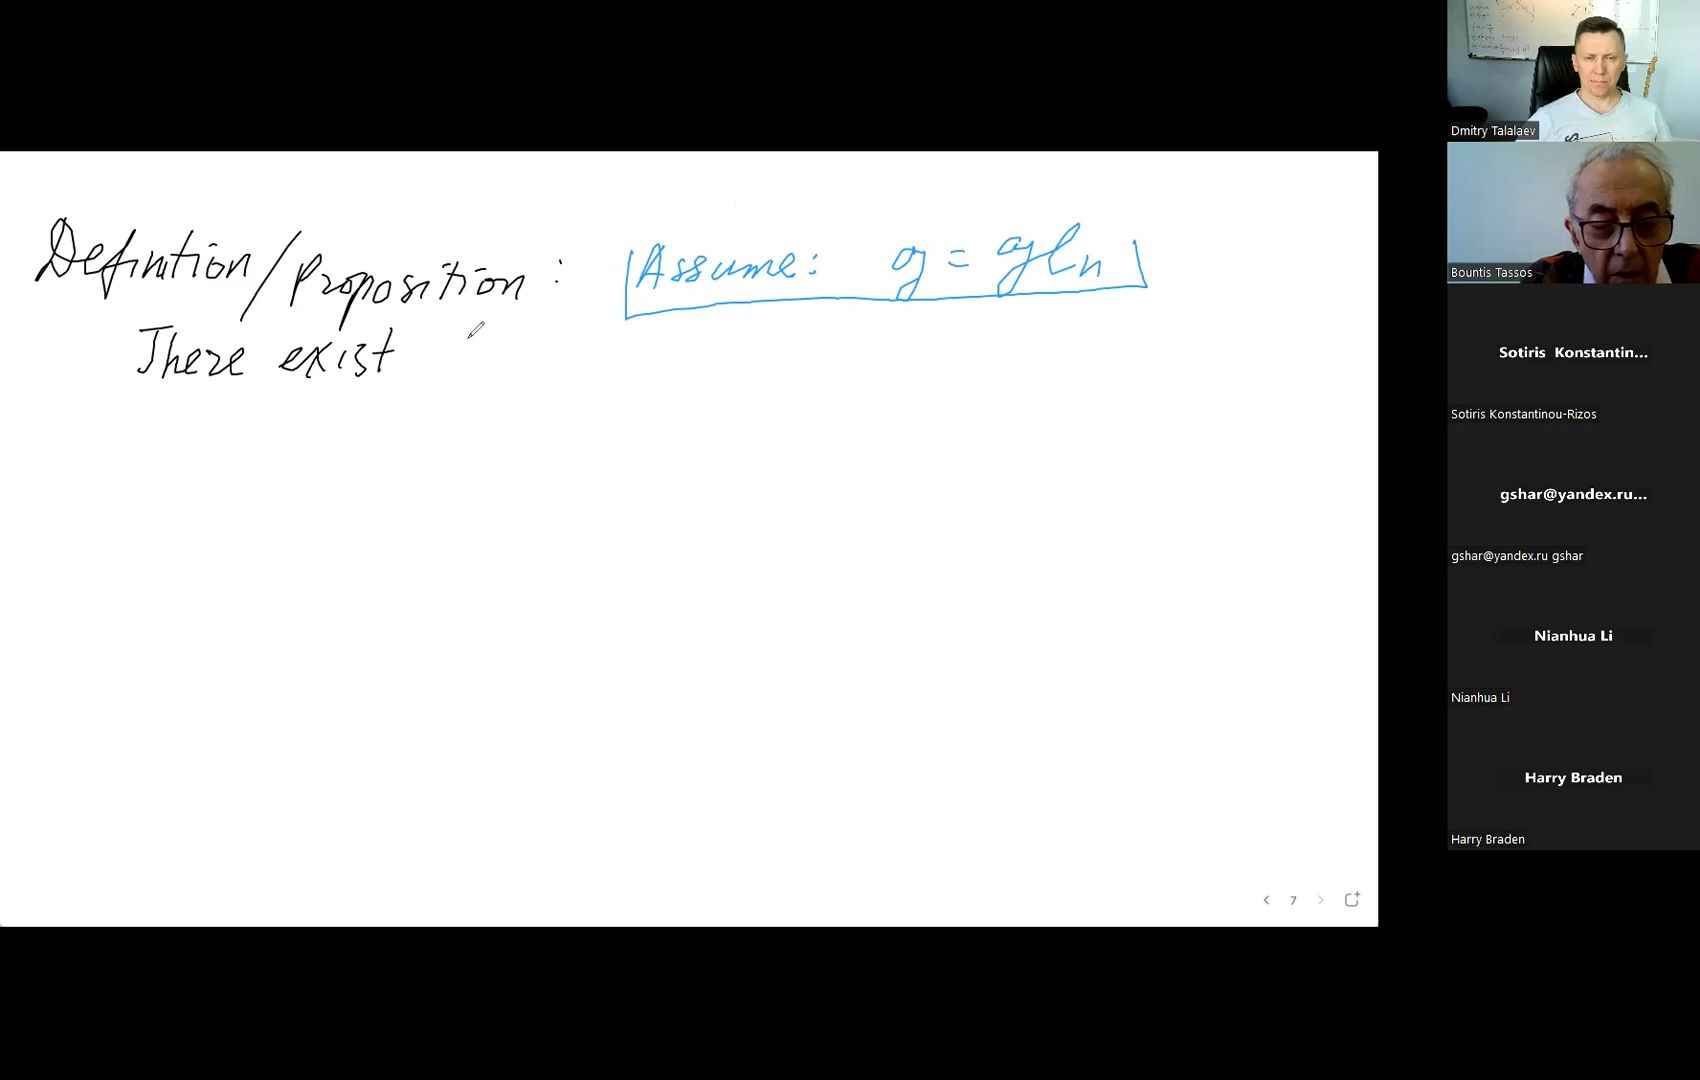 Definition/Proposition: Assume: g = gl_n
There exist
7
Dmitry Talalaev
Bountis Tassos
Sotiris Konstantin...
Sotiris Konstantinou-Rizos
gshar@yandex.ru...
gshar@yandex.ru gshar
Nianhua Li
Nianhua Li
Harry Braden
Harry Braden